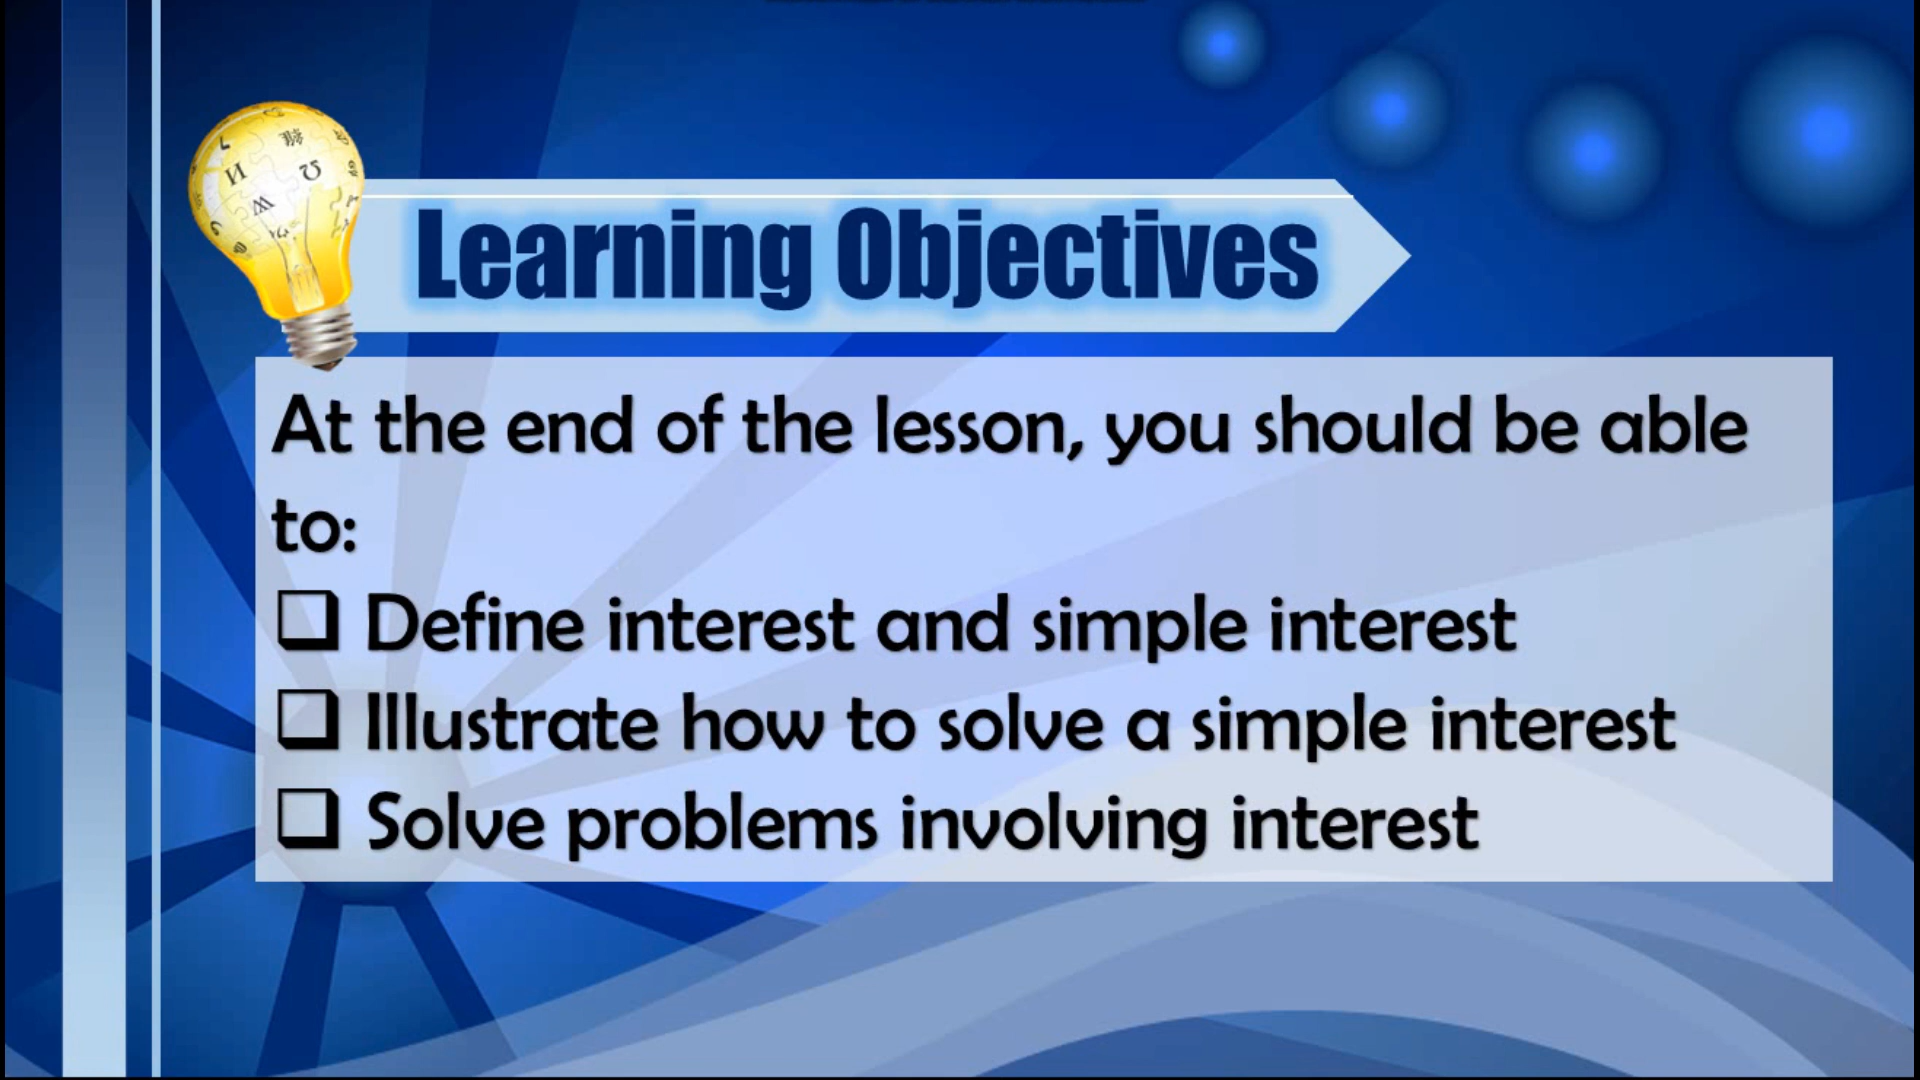 Learning Objectives
At the end of the lesson, you should be able
to:
❑ Define interest and simple interest
❑ Illustrate how to solve a simple interest
❑ Solve problems involving interest